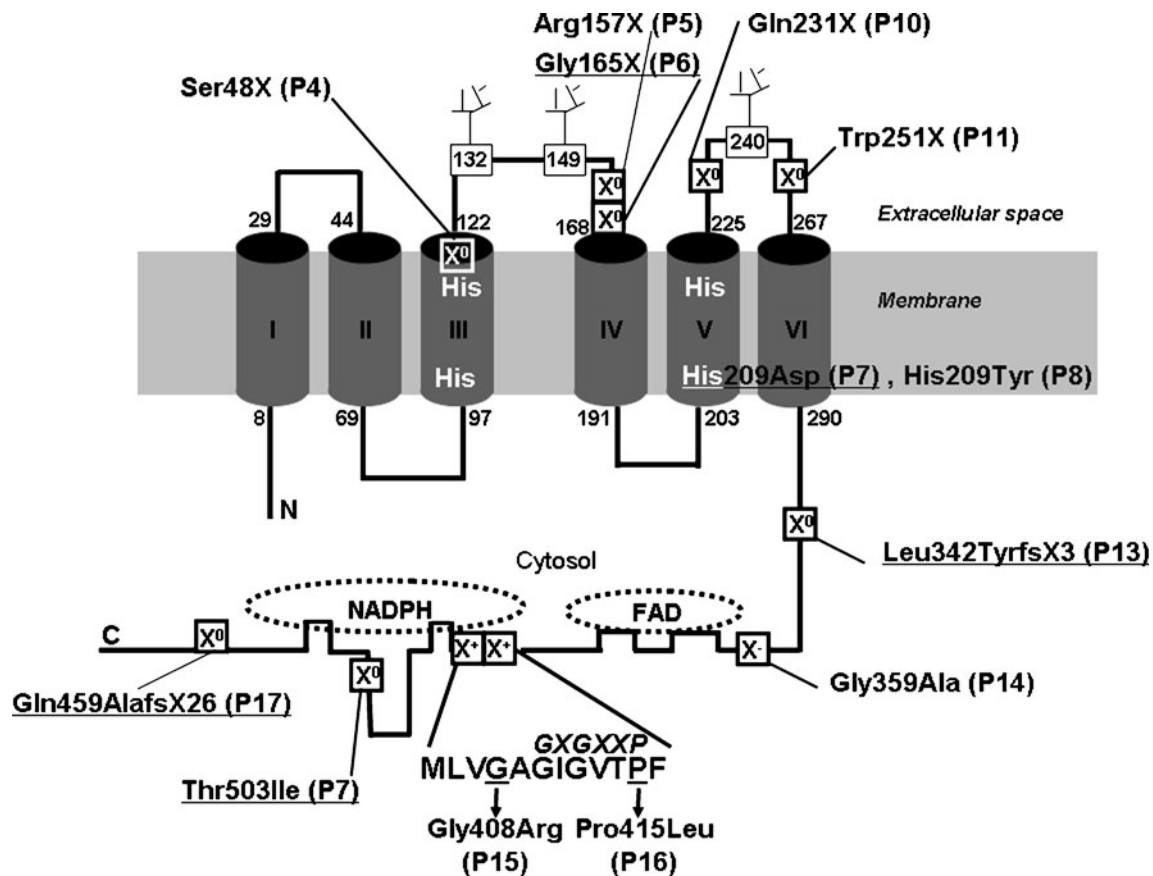 Arg157X (P5)
Gln231X (P10)
Gly165X (P6)
Ser48X (P4)
132
149
240
Trp251X (P11)
X⁰
X⁰
X⁰
X⁰
29
44
122
168
225
267
Extracellular space
X⁰
His
His
Membrane
I
II
III
IV
V
VI
His
His209Asp (P7) , His209Tyr (P8)
8
69
97
191
203
290
N
X⁰
Leu342TyrfsX3 (P13)
Cytosol
NADPH
FAD
C
X⁰
X⁺
X⁺
X⁻
X⁰
Gly359Ala (P14)
Gln459AlafsX26 (P17)
GXGXXP
MLVGAGIGVTPF
Thr503Ile (P7)
Gly408Arg
(P15)
Pro415Leu
(P16)